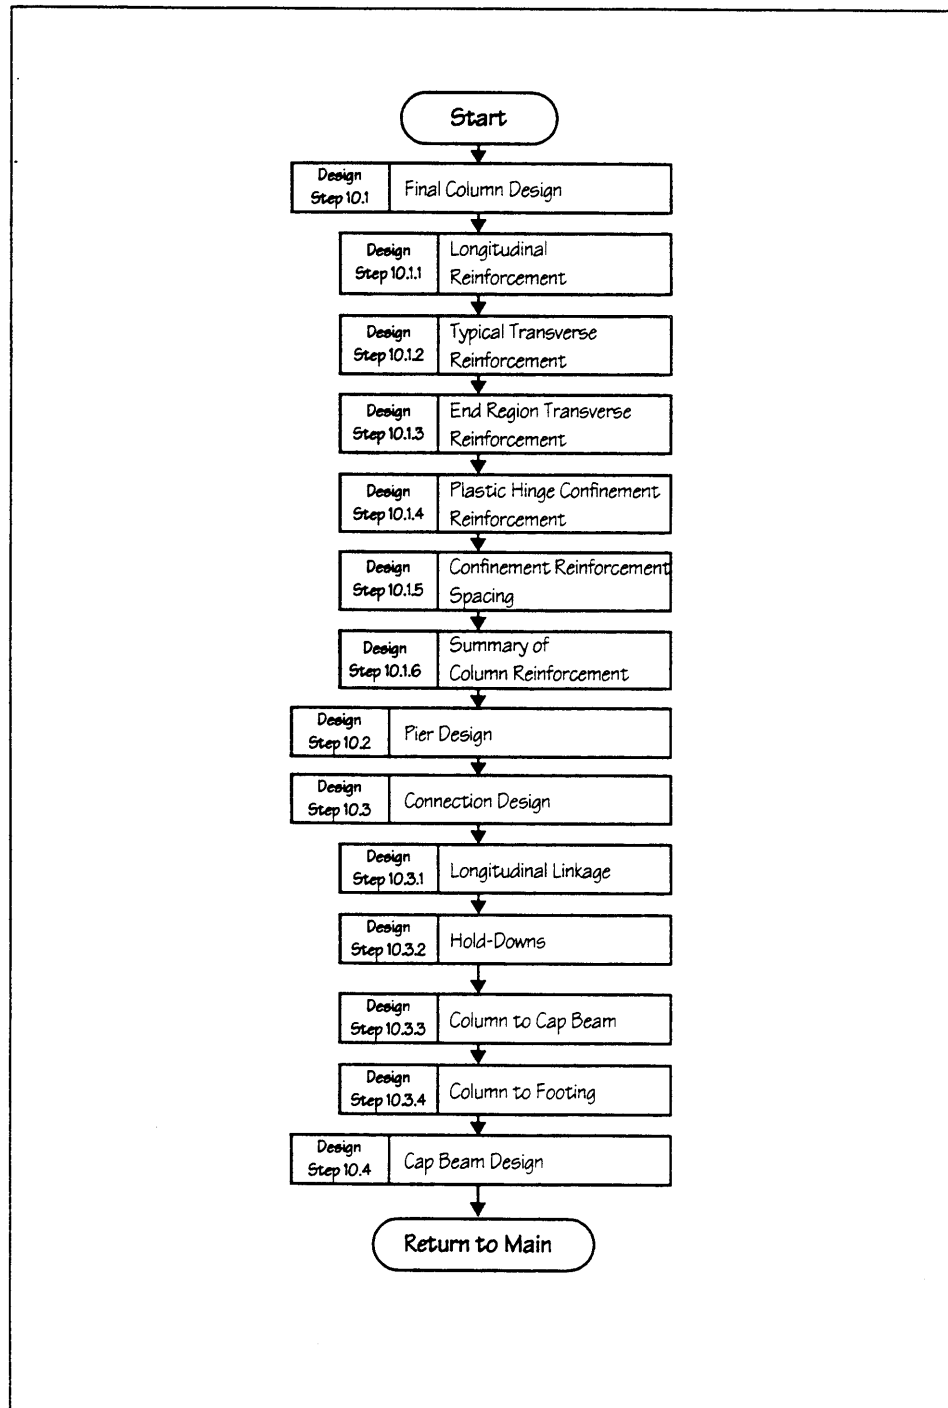 Start
Design
Step 10.1
Final Column Design
Design
Step 10.1.1
Longitudinal
Reinforcement
Design
Step 10.1.2
Typical Transverse
Reinforcement
Design
Step 10.1.3
End Region Transverse
Reinforcement
Design
Step 10.1.4
Plastic Hinge Confinement
Reinforcement
Design
Step 10.1.5
Confinement Reinforcement
Spacing
Design
Step 10.1.6
Summary of
Column Reinforcement
Design
Step 10.2
Pier Design
Design
Step 10.3
Connection Design
Design
Step 10.3.1
Longitudinal Linkage
Design
Step 10.3.2
Hold-Downs
Design
Step 10.3.3
Column to Cap Beam
Design
Step 10.3.4
Column to Footing
Design
Step 10.4
Cap Beam Design
Return to Main